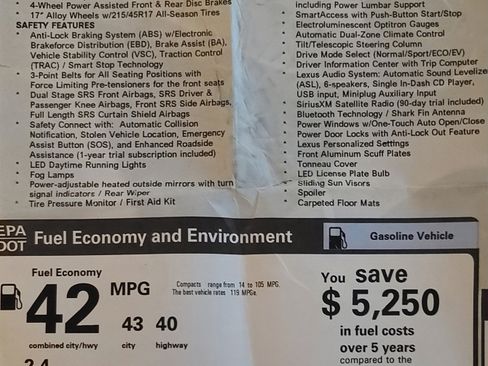 4-Wheel Power Assisted Front & Rear Disc Brakes
17" Alloy Wheels w/215/45R17 All-Season Tires
SAFETY FEATURES
Anti-Lock Braking System (ABS) w/Electronic
Brakeforce Distribution (EBD), Brake Assist (BA),
Vehicle Stability Control (VSC), Traction Control
(TRAC) / Smart Stop Technology
3-Point Belts for All Seating Positions with
Force Limiting Pre-tensioners for the front seats
Dual Stage SRS Front Airbags, SRS Driver &
Passenger Knee Airbags, Front SRS Side Airbags,
Full Length SRS Curtain Shield Airbags
Safety Connect with: Automatic Collision
Notification, Stolen Vehicle Location, Emergency
Assist Button (SOS), and Enhanced Roadside
Assistance (1-year trial subscription included)
LED Daytime Running Lights
Fog Lamps
Power-adjustable heated outside mirrors with turn
signal indicators / Rear Wiper
Tire Pressure Monitor / First Aid Kit
including Power Lumbar Support
SmartAccess with Push-Button Start/Stop
Electroluminescent Optitron Gauges
Automatic Dual-Zone Climate Control
Tilt/Telescopic Steering Column
Drive Mode Select (Normal/Sport/ECO/EV)
Driver Information Center with Trip Computer
Lexus Audio System: Automatic Sound Levelize
(ASL), 6-speakers, Single In-Dash CD Player,
USB input, Miniplug Auxiliary Input
SiriusXM Satellite Radio (90-day trial included)
Bluetooth Technology / Shark Fin Antenna
Power Windows w/One-Touch Auto Open/Close
Power Door Locks with Anti-Lock Out Feature
Lexus Personalized Settings
Front Aluminum Scuff Plates
Tonneau Cover
LED License Plate Bulb
Sliding Sun Visors
Spoiler
Carpeted Floor Mats
EPA
DOT Fuel Economy and Environment
Gasoline Vehicle
Fuel Economy
42 MPG
combined city/hwy
43 40
city highway
Compacts range from 14 to 105 MPG.
The best vehicle rates 119 MPGe.
You save
$ 5,250
in fuel costs
over 5 years
compared to the